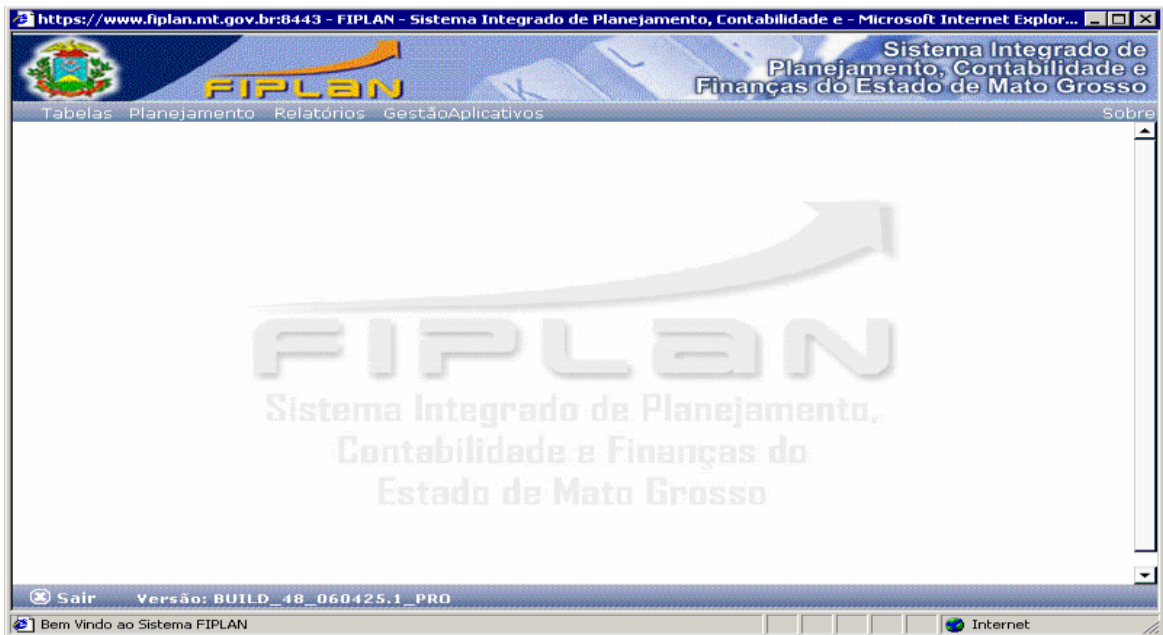 https://www.fiplan.mt.gov.br:8443 - FIPLAN - Sistema Integrado de Planejamento, Contabilidade e - Microsoft Internet Explor...
FIPLAN
Sistema Integrado de
Planejamento, Contabilidade e
Finanças do Estado de Mato Grosso
Tabelas Planejamento Relatórios GestãoAplicativos Sobre
FIPLAN
Sistema Integrado de Planejamento,
Contabilidade e Finanças do
Estado de Mato Grosso
Sair Versão: BUILD_48_060425.1_PRO
Bem Vindo ao Sistema FIPLAN Internet